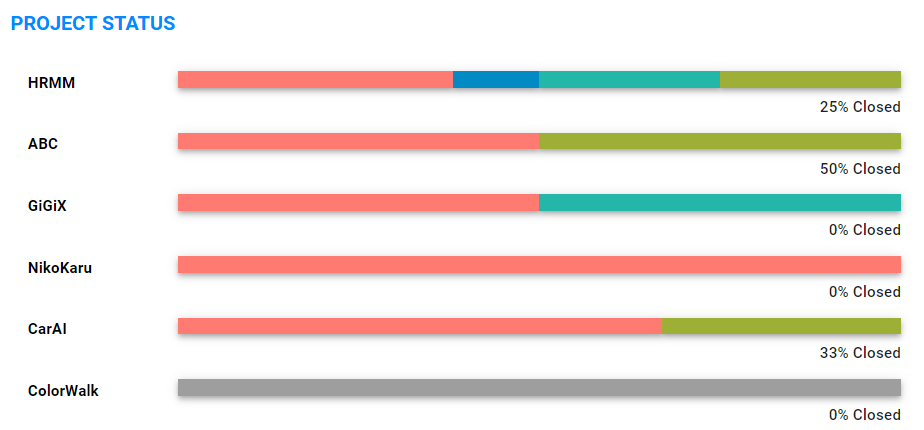 PROJECT STATUS
HRMM
25% Closed
ABC
50% Closed
GiGiX
0% Closed
NikoKaru
0% Closed
CarAI
33% Closed
ColorWalk
0% Closed